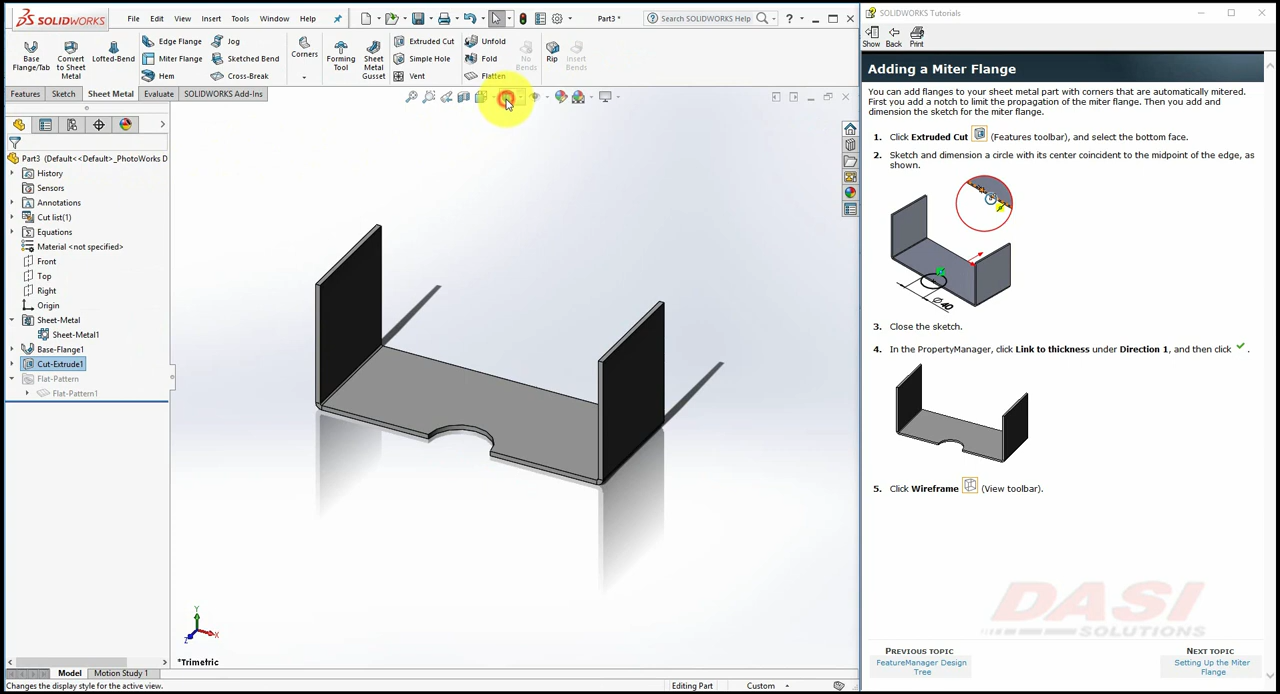 SOLIDWORKS
File
Edit
View
Insert
Tools
Window
Help
Part3 *
Search SOLIDWORKS Help
?
SOLIDWORKS Tutorials
Base
Flange/Tab
Convert
to Sheet
Metal
Lofted-Bend
Edge Flange
Miter Flange
Hem
Jog
Sketched Bend
Cross-Break
Corners
Forming
Tool
Sheet
Metal
Gusset
Extruded Cut
Simple Hole
Vent
Unfold
Fold
Flatten
No
Bends
Rip
Insert
Bends
Show
Back
Print
Features
Sketch
Sheet Metal
Evaluate
SOLIDWORKS Add-Ins
Part3 (Default<<Default>_PhotoWorks D
History
Sensors
Annotations
Cut list(1)
Equations
Material <not specified>
Front
Top
Right
Origin
Sheet-Metal
Sheet-Metal1
Base-Flange1
Cut-Extrude1
Flat-Pattern
Flat-Pattern1
Y
X
Z
*Trimetric
Model
Motion Study 1
Changes the display style for the active view.
Editing Part
Custom
Adding a Miter Flange
You can add flanges to your sheet metal part with corners that are automatically mitered.
First you add a notch to limit the propagation of the miter flange. Then you add and
dimension the sketch for the miter flange.
1. Click Extruded Cut (Features toolbar), and select the bottom face.
2. Sketch and dimension a circle with its center coincident to the midpoint of the edge, as
shown.
⌀40
3. Close the sketch.
4. In the PropertyManager, click Link to thickness under Direction 1, and then click .
5. Click Wireframe (View toolbar).
DASI
SOLUTIONS
PREVIOUS TOPIC
FeatureManager Design
Tree
NEXT TOPIC
Setting Up the Miter
Flange